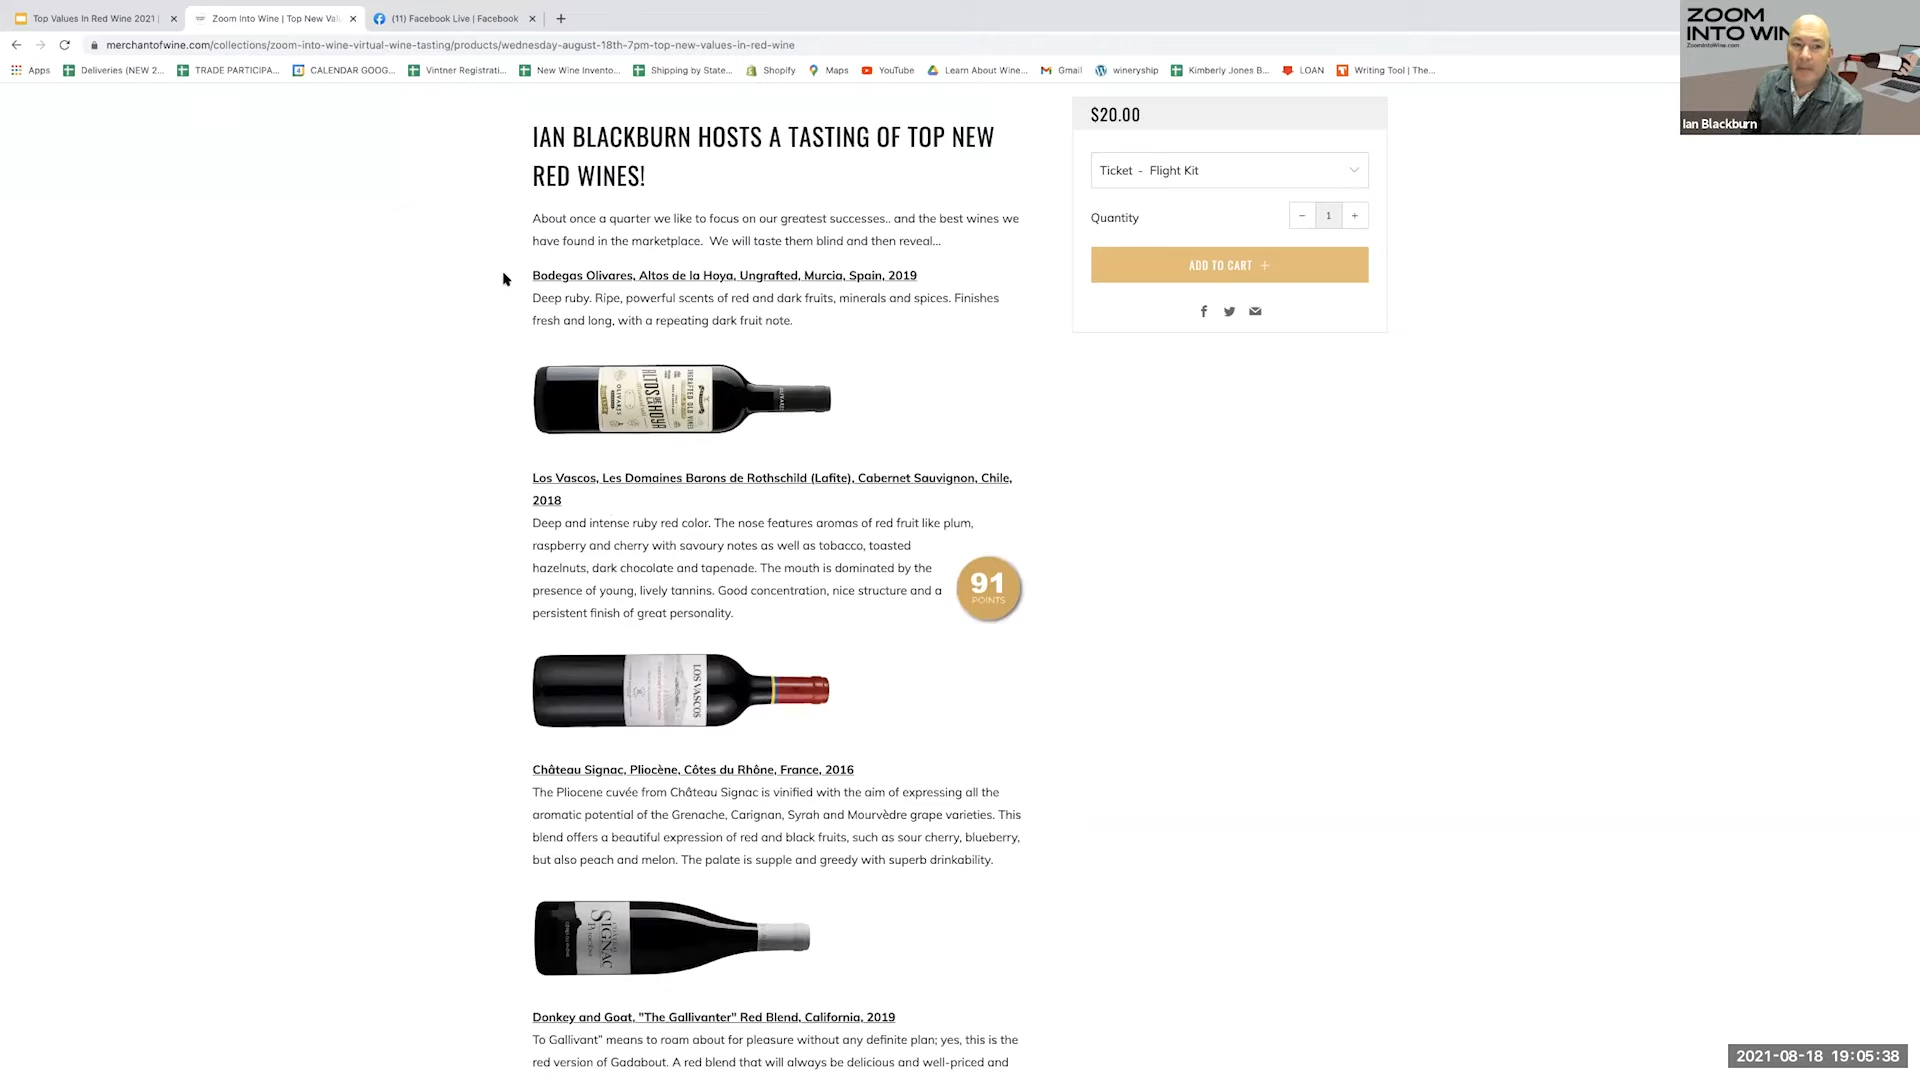 Top Values In Red Wine 2021 |
Zoom Into Wine | Top New Val
(11) Facebook Live | Facebook
merchantofwine.com/collections/zoom-into-wine-virtual-wine-tasting/products/wednesday-august-18th-7pm-top-new-values-in-red-wine
Apps
Deliveries (NEW 2...
TRADE PARTICIPA...
CALENDAR GOOG...
Vintner Registrati...
New Wine Invento...
Shipping by State...
Shopify
Maps
YouTube
Learn About Wine...
Gmail
wineryship
Kimberly Jones B...
LOAN
Writing Tool | The...
ZOOM
INTO WIN
ZoomIntoWine.com
Ian Blackburn
IAN BLACKBURN HOSTS A TASTING OF TOP NEW
RED WINES!
About once a quarter we like to focus on our greatest successes.. and the best wines we
have found in the marketplace.  We will taste them blind and then reveal...
Bodegas Olivares, Altos de la Hoya, Ungrafted, Murcia, Spain, 2019
Deep ruby. Ripe, powerful scents of red and dark fruits, minerals and spices. Finishes
fresh and long, with a repeating dark fruit note.
OLIVARES
ALTOS DE LA HOYA
UNGRAFTED OLD VINES
Los Vascos, Les Domaines Barons de Rothschild (Lafite), Cabernet Sauvignon, Chile,
2018
Deep and intense ruby red color. The nose features aromas of red fruit like plum,
raspberry and cherry with savoury notes as well as tobacco, toasted
hazelnuts, dark chocolate and tapenade. The mouth is dominated by the
presence of young, lively tannins. Good concentration, nice structure and a
persistent finish of great personality.
91
POINTS
LOS VASCOS
Château Signac, Pliocène, Côtes du Rhône, France, 2016
The Pliocene cuvée from Château Signac is vinified with the aim of expressing all the
aromatic potential of the Grenache, Carignan, Syrah and Mourvèdre grape varieties. This
blend offers a beautiful expression of red and black fruits, such as sour cherry, blueberry,
but also peach and melon. The palate is supple and greedy with superb drinkability.
SIGNAC
Donkey and Goat, "The Gallivanter" Red Blend, California, 2019
To Gallivant” means to roam about for pleasure without any definite plan; yes, this is the
red version of Gadabout. A red blend that will always be delicious and well-priced and
$20.00
Ticket - Flight Kit
Quantity
− 1 +
ADD TO CART +
2021-08-18 19:05:38